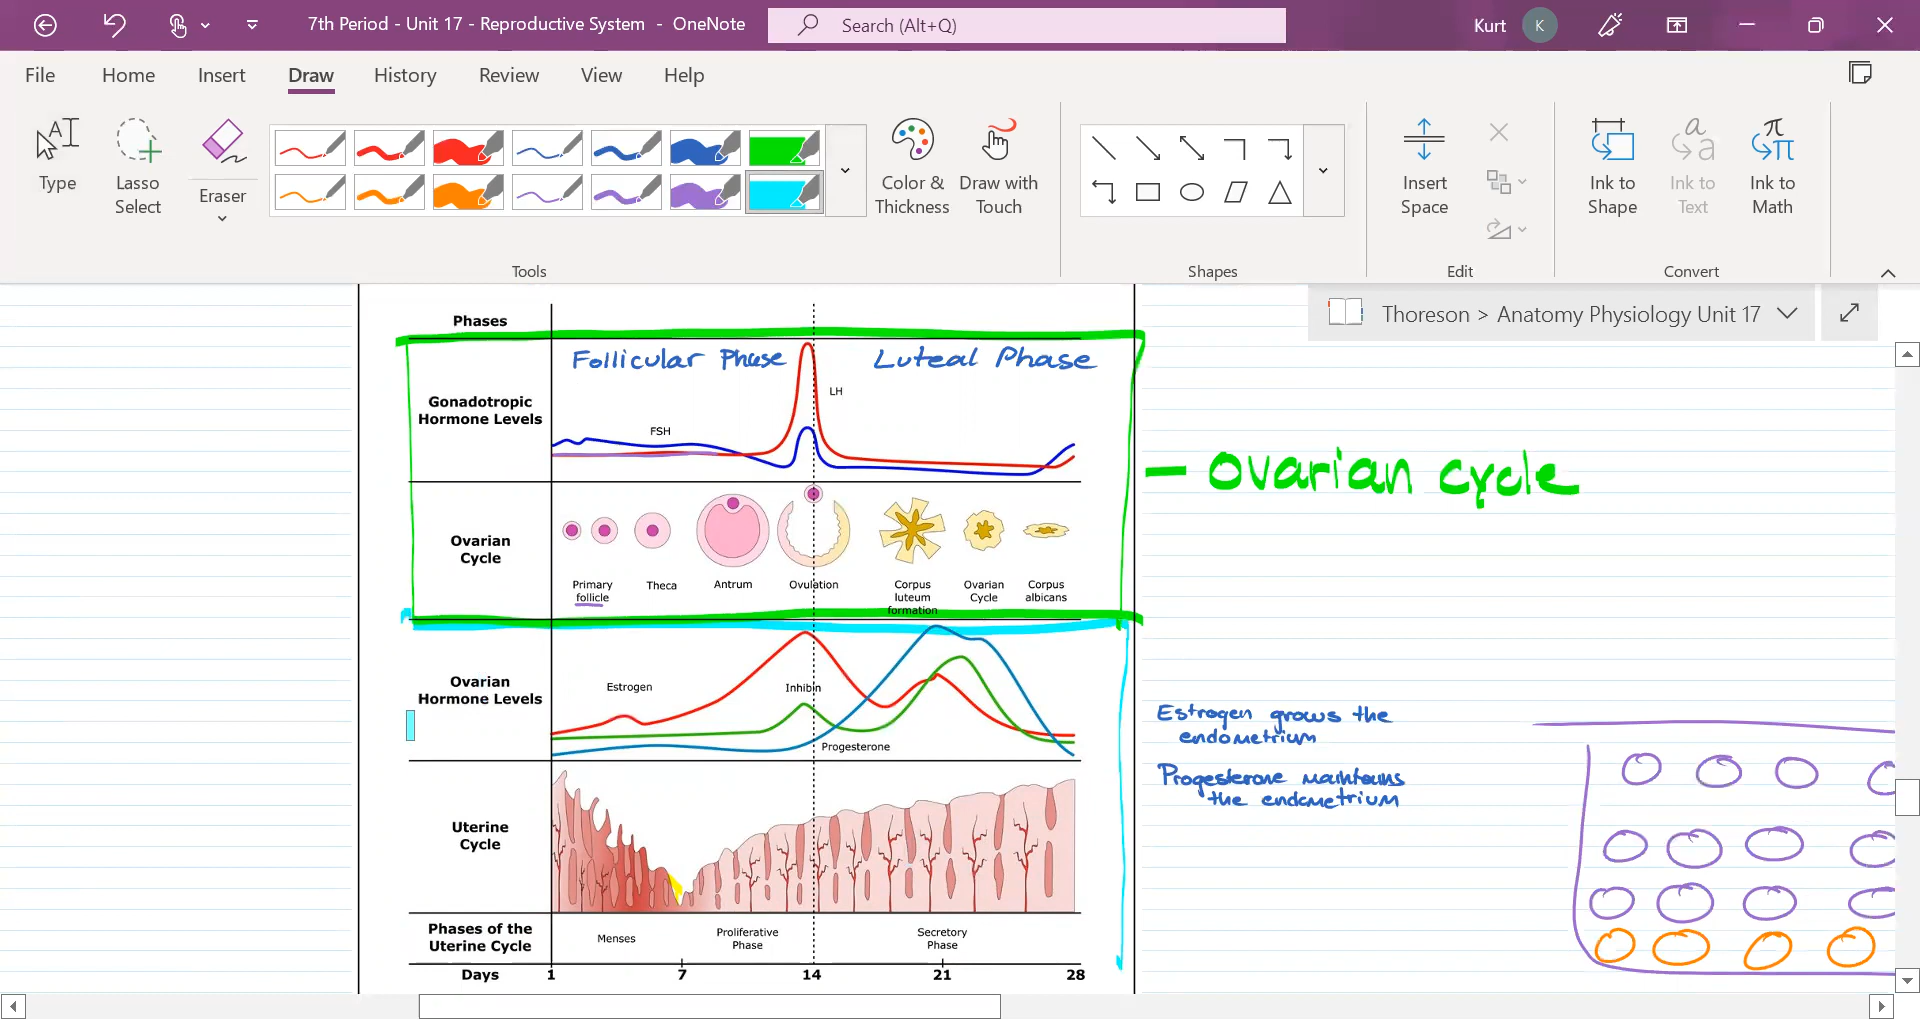 7th Period - Unit 17 - Reproductive System - OneNote
Search (Alt+Q)
Kurt
K
File Home Insert Draw History Review View Help
Type
Lasso Select
Eraser
Color & Thickness
Draw with Touch
Insert Space
Ink to Shape
Ink to Text
Ink to Math
Tools
Shapes
Edit
Convert
Thoreson > Anatomy Physiology Unit 17
Phases
Follicular Phase Luteal Phase
Gonadotropic
Hormone Levels
LH
FSH
- Ovarian cycle
Ovarian
Cycle
Primary
follicle
Theca
Antrum
Ovulation
Corpus
luteum
formation
Ovarian
Cycle
Corpus
albicans
Ovarian
Hormone Levels
Estrogen
Inhibin
Progesterone
Estrogen grows the
endometrium
Progesterone maintains
the endometrium
Uterine
Cycle
Phases of the
Uterine Cycle
Menses
Proliferative
Phase
Secretory
Phase
Days 1 7 14 21 28